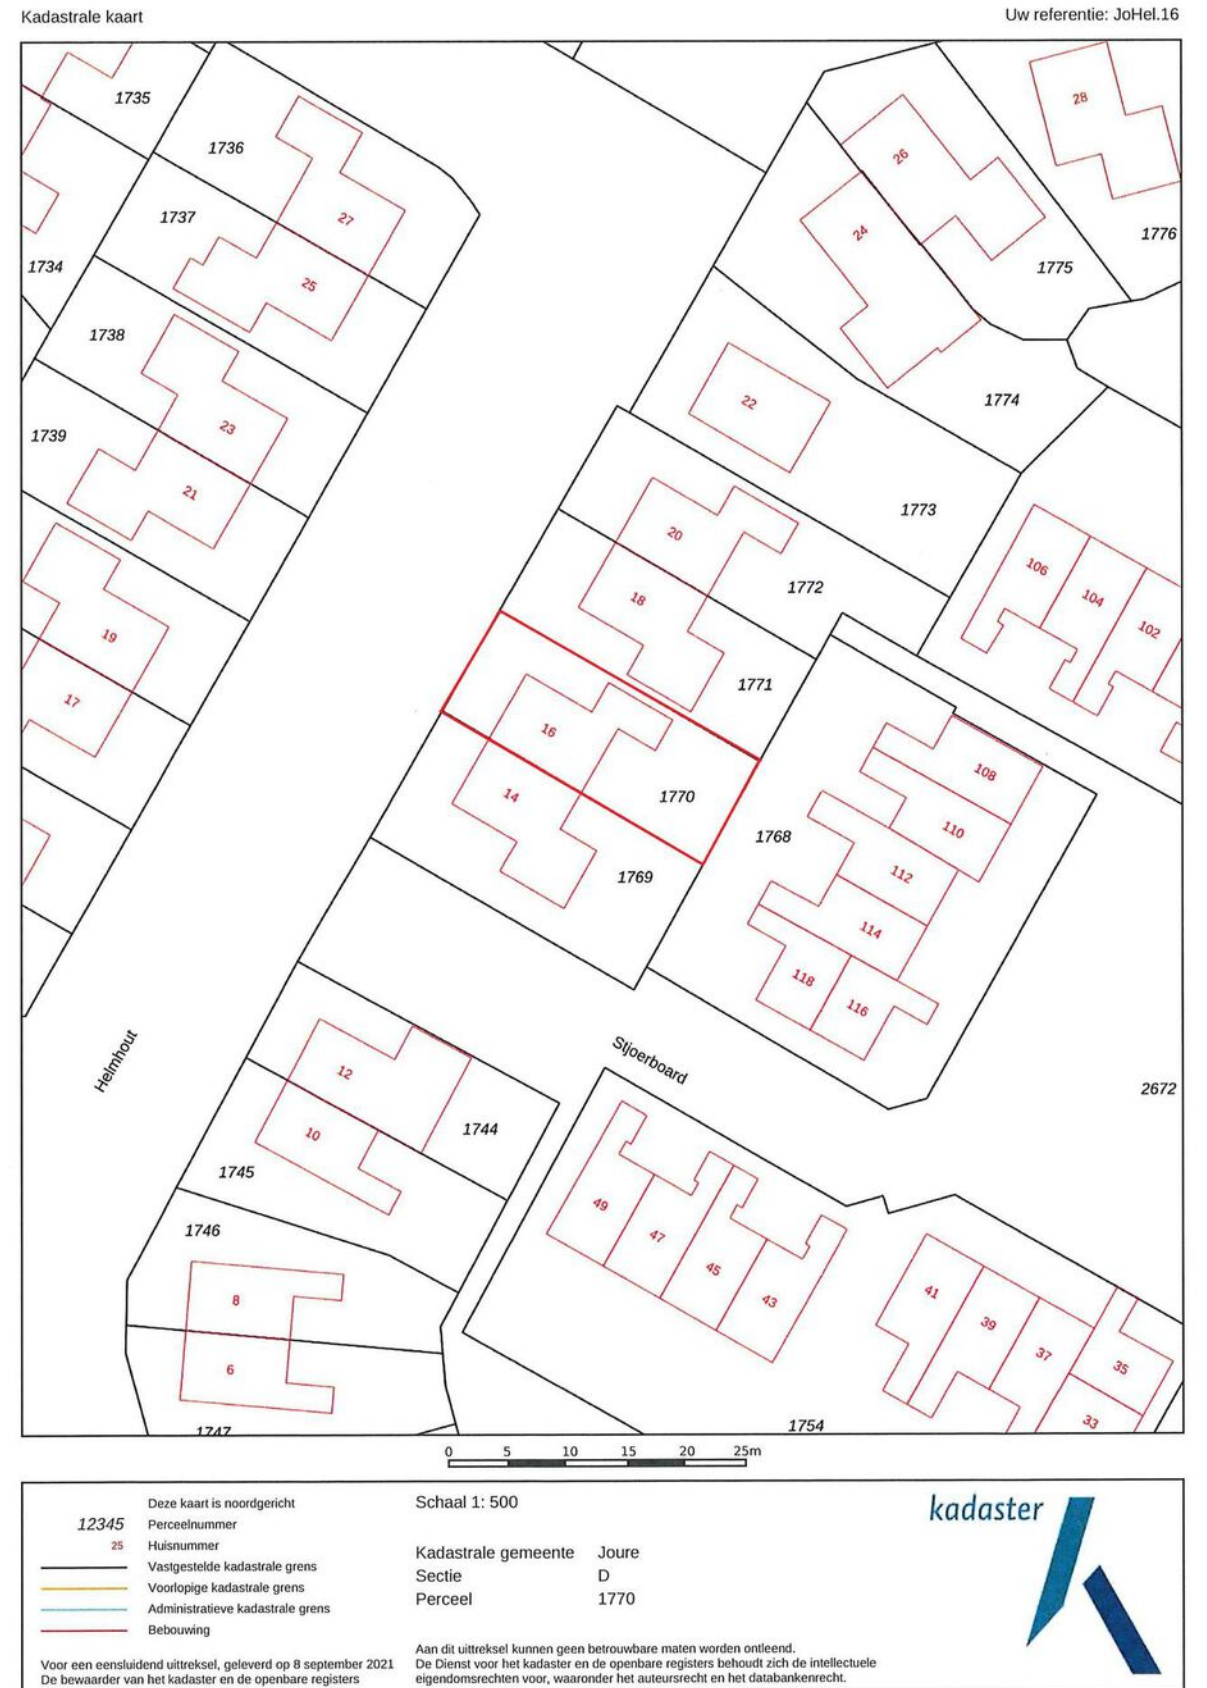 Kadastrale kaart
Uw referentie: JoHel.16
28
1735
1736
26
27
1737
24
1776
1734
25
1775
1738
22
1774
23
1739
21
1773
20
106
1772
18
104
19
102
1771
17
16
108
1770
14
110
1768
112
1769
114
118
116
Helmhout
Stjoerboard
12
2672
10
1744
1745
49
1746
47
45
8
41
43
39
37
6
35
33
1754
1747
0 5 10 15 20 25m
Deze kaart is noordgericht
12345 Perceelnummer
25 Huisnummer
Vastgestelde kadastrale grens
Voorlopige kadastrale grens
Administratieve kadastrale grens
Bebouwing
Voor een eensluidend uittreksel, geleverd op 8 september 2021
De bewaarder van het kadaster en de openbare registers
Schaal 1: 500
Kadastrale gemeente Joure
Sectie D
Perceel 1770
Aan dit uittreksel kunnen geen betrouwbare maten worden ontleend.
De Dienst voor het kadaster en de openbare registers behoudt zich de intellectuele
eigendomsrechten voor, waaronder het auteursrecht en het databankenrecht.
kadaster